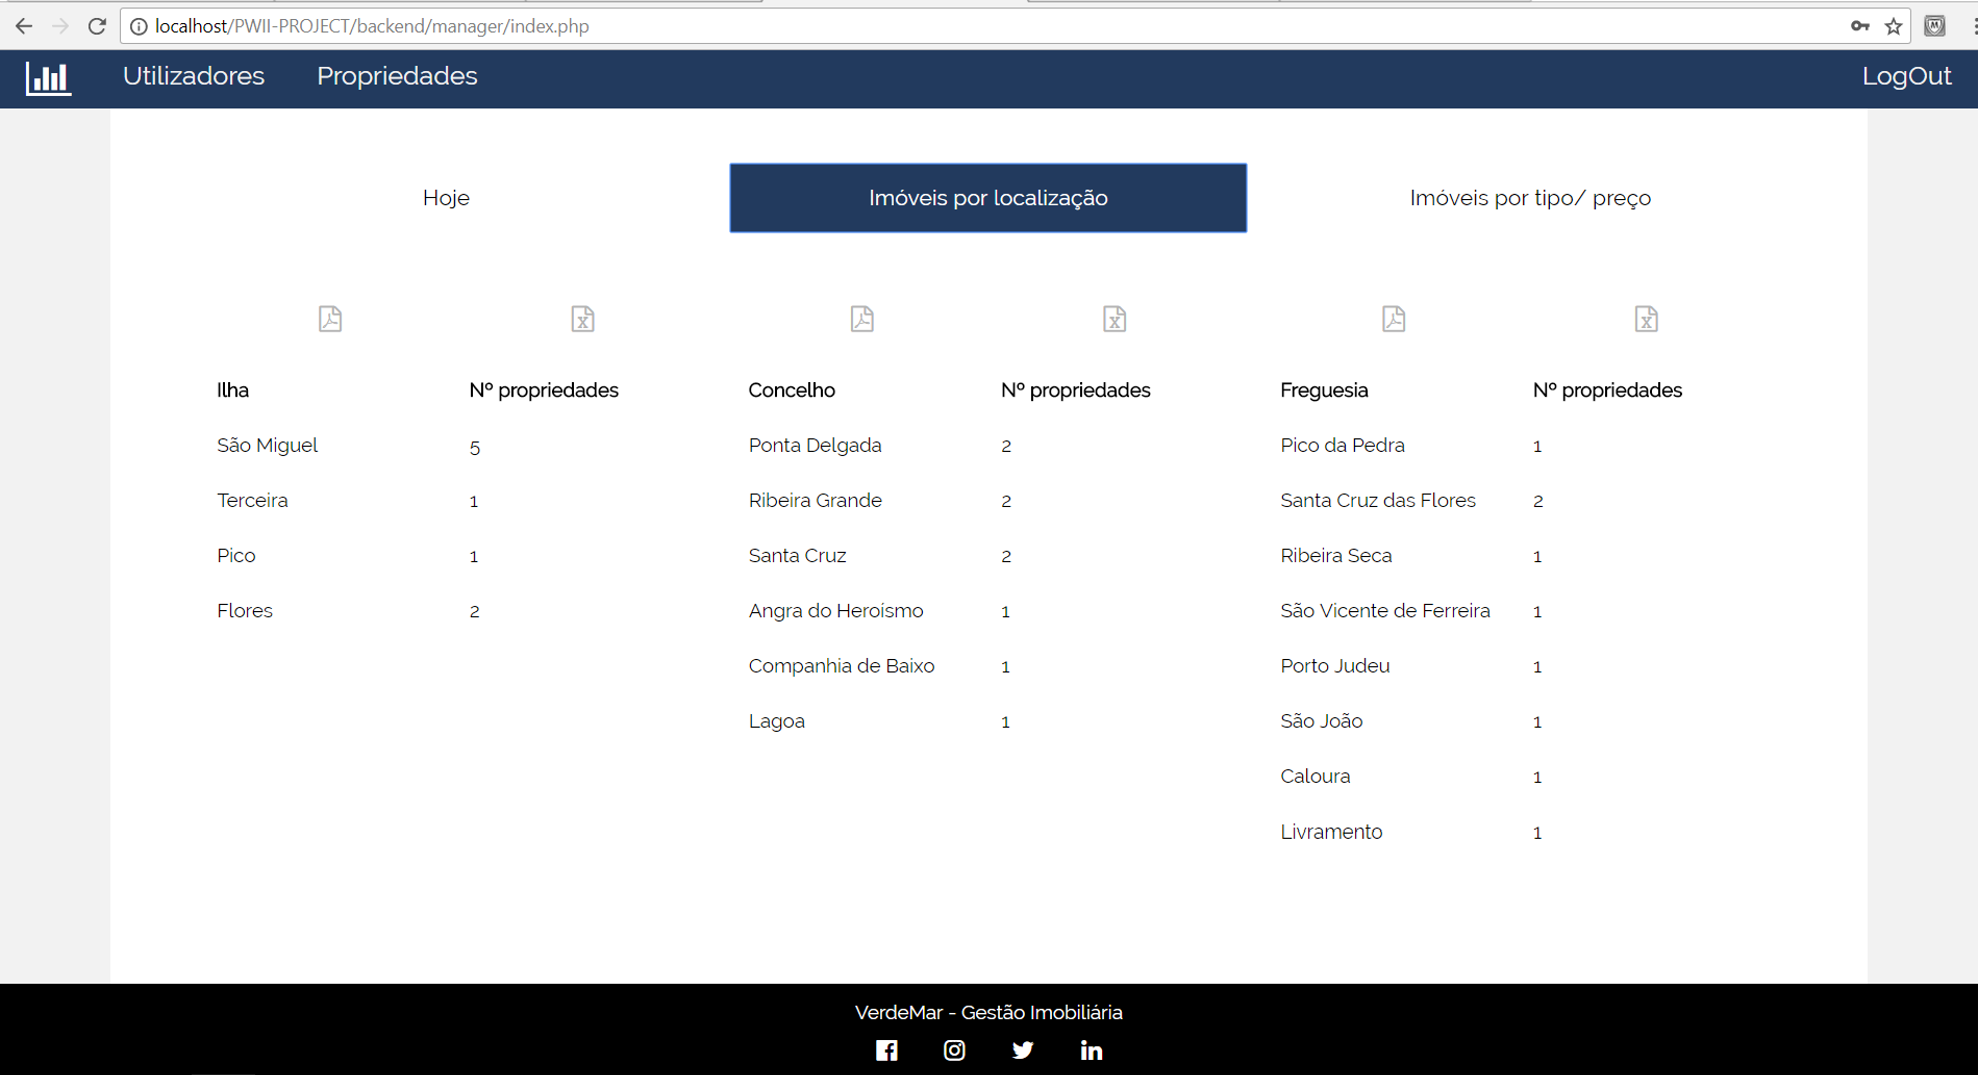 localhost/PWII-PROJECT/backend/manager/index.php
Utilizadores Propriedades LogOut
Hoje Imóveis por localização Imóveis por tipo/ preço
Ilha Nº propriedades Concelho Nº propriedades Freguesia Nº propriedades
São Miguel 5 Ponta Delgada 2 Pico da Pedra 1
Terceira 1 Ribeira Grande 2 Santa Cruz das Flores 2
Pico 1 Santa Cruz 2 Ribeira Seca 1
Flores 2 Angra do Heroísmo 1 São Vicente de Ferreira 1
Companhia de Baixo 1 Porto Judeu 1
Lagoa 1 São João 1
Caloura 1
Livramento 1
VerdeMar - Gestão Imobiliária